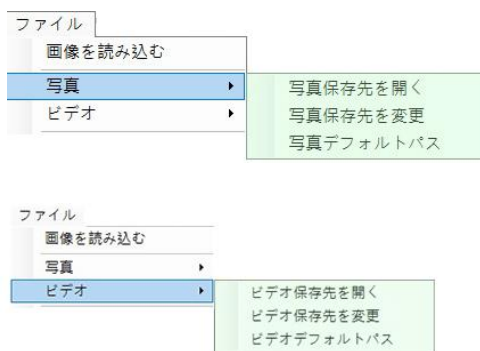 ファイル
画像を読み込む
写真
写真保存先を開く
写真保存先を変更
写真デフォルトパス
ビデオ
ファイル
画像を読み込む
写真
ビデオ
ビデオ保存先を開く
ビデオ保存先を変更
ビデオデフォルトパス